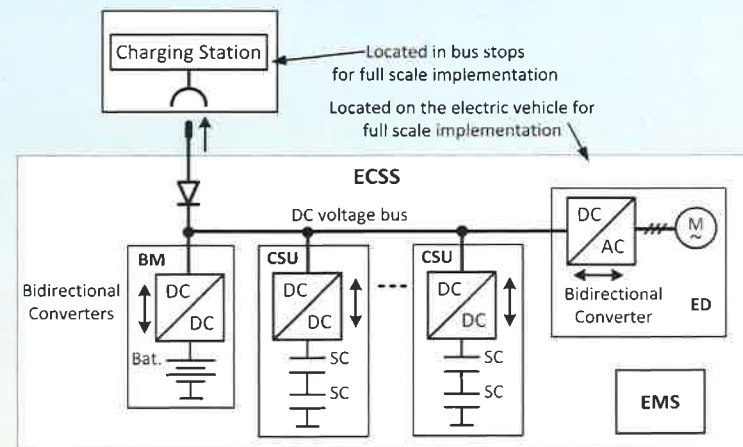 Charging Station
Located in bus stops
for full scale implementation
Located on the electric vehicle for
full scale implementation
ECSS
DC voltage bus
DC
AC
M
~
Bidirectional
Converter
ED
BM
CSU
CSU
Bidirectional
Converters
DC
DC
DC
DC
DC
DC
Bat.
SC
SC
SC
SC
EMS